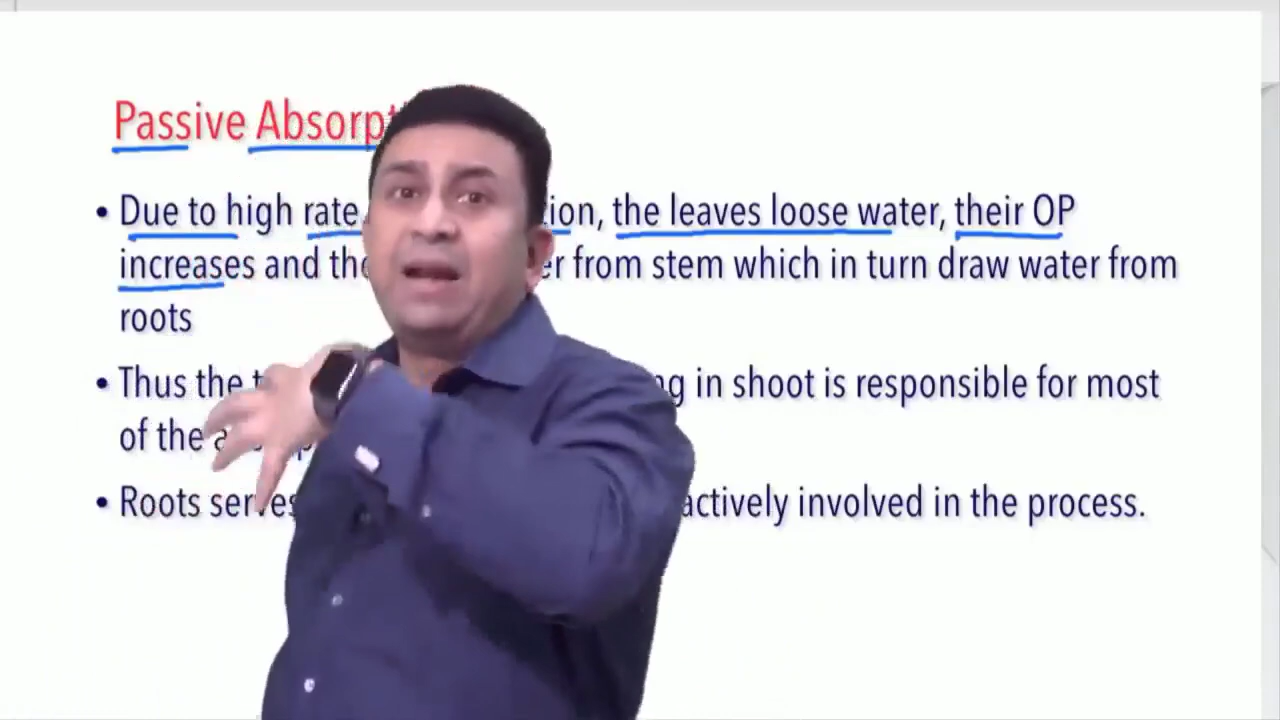 Passive Absorpt
• Due to high rate tion, the leaves loose water, their OP
increases and the er from stem which in turn draw water from
roots
• Thus the t g in shoot is responsible for most
of the a
• Roots serves actively involved in the process.